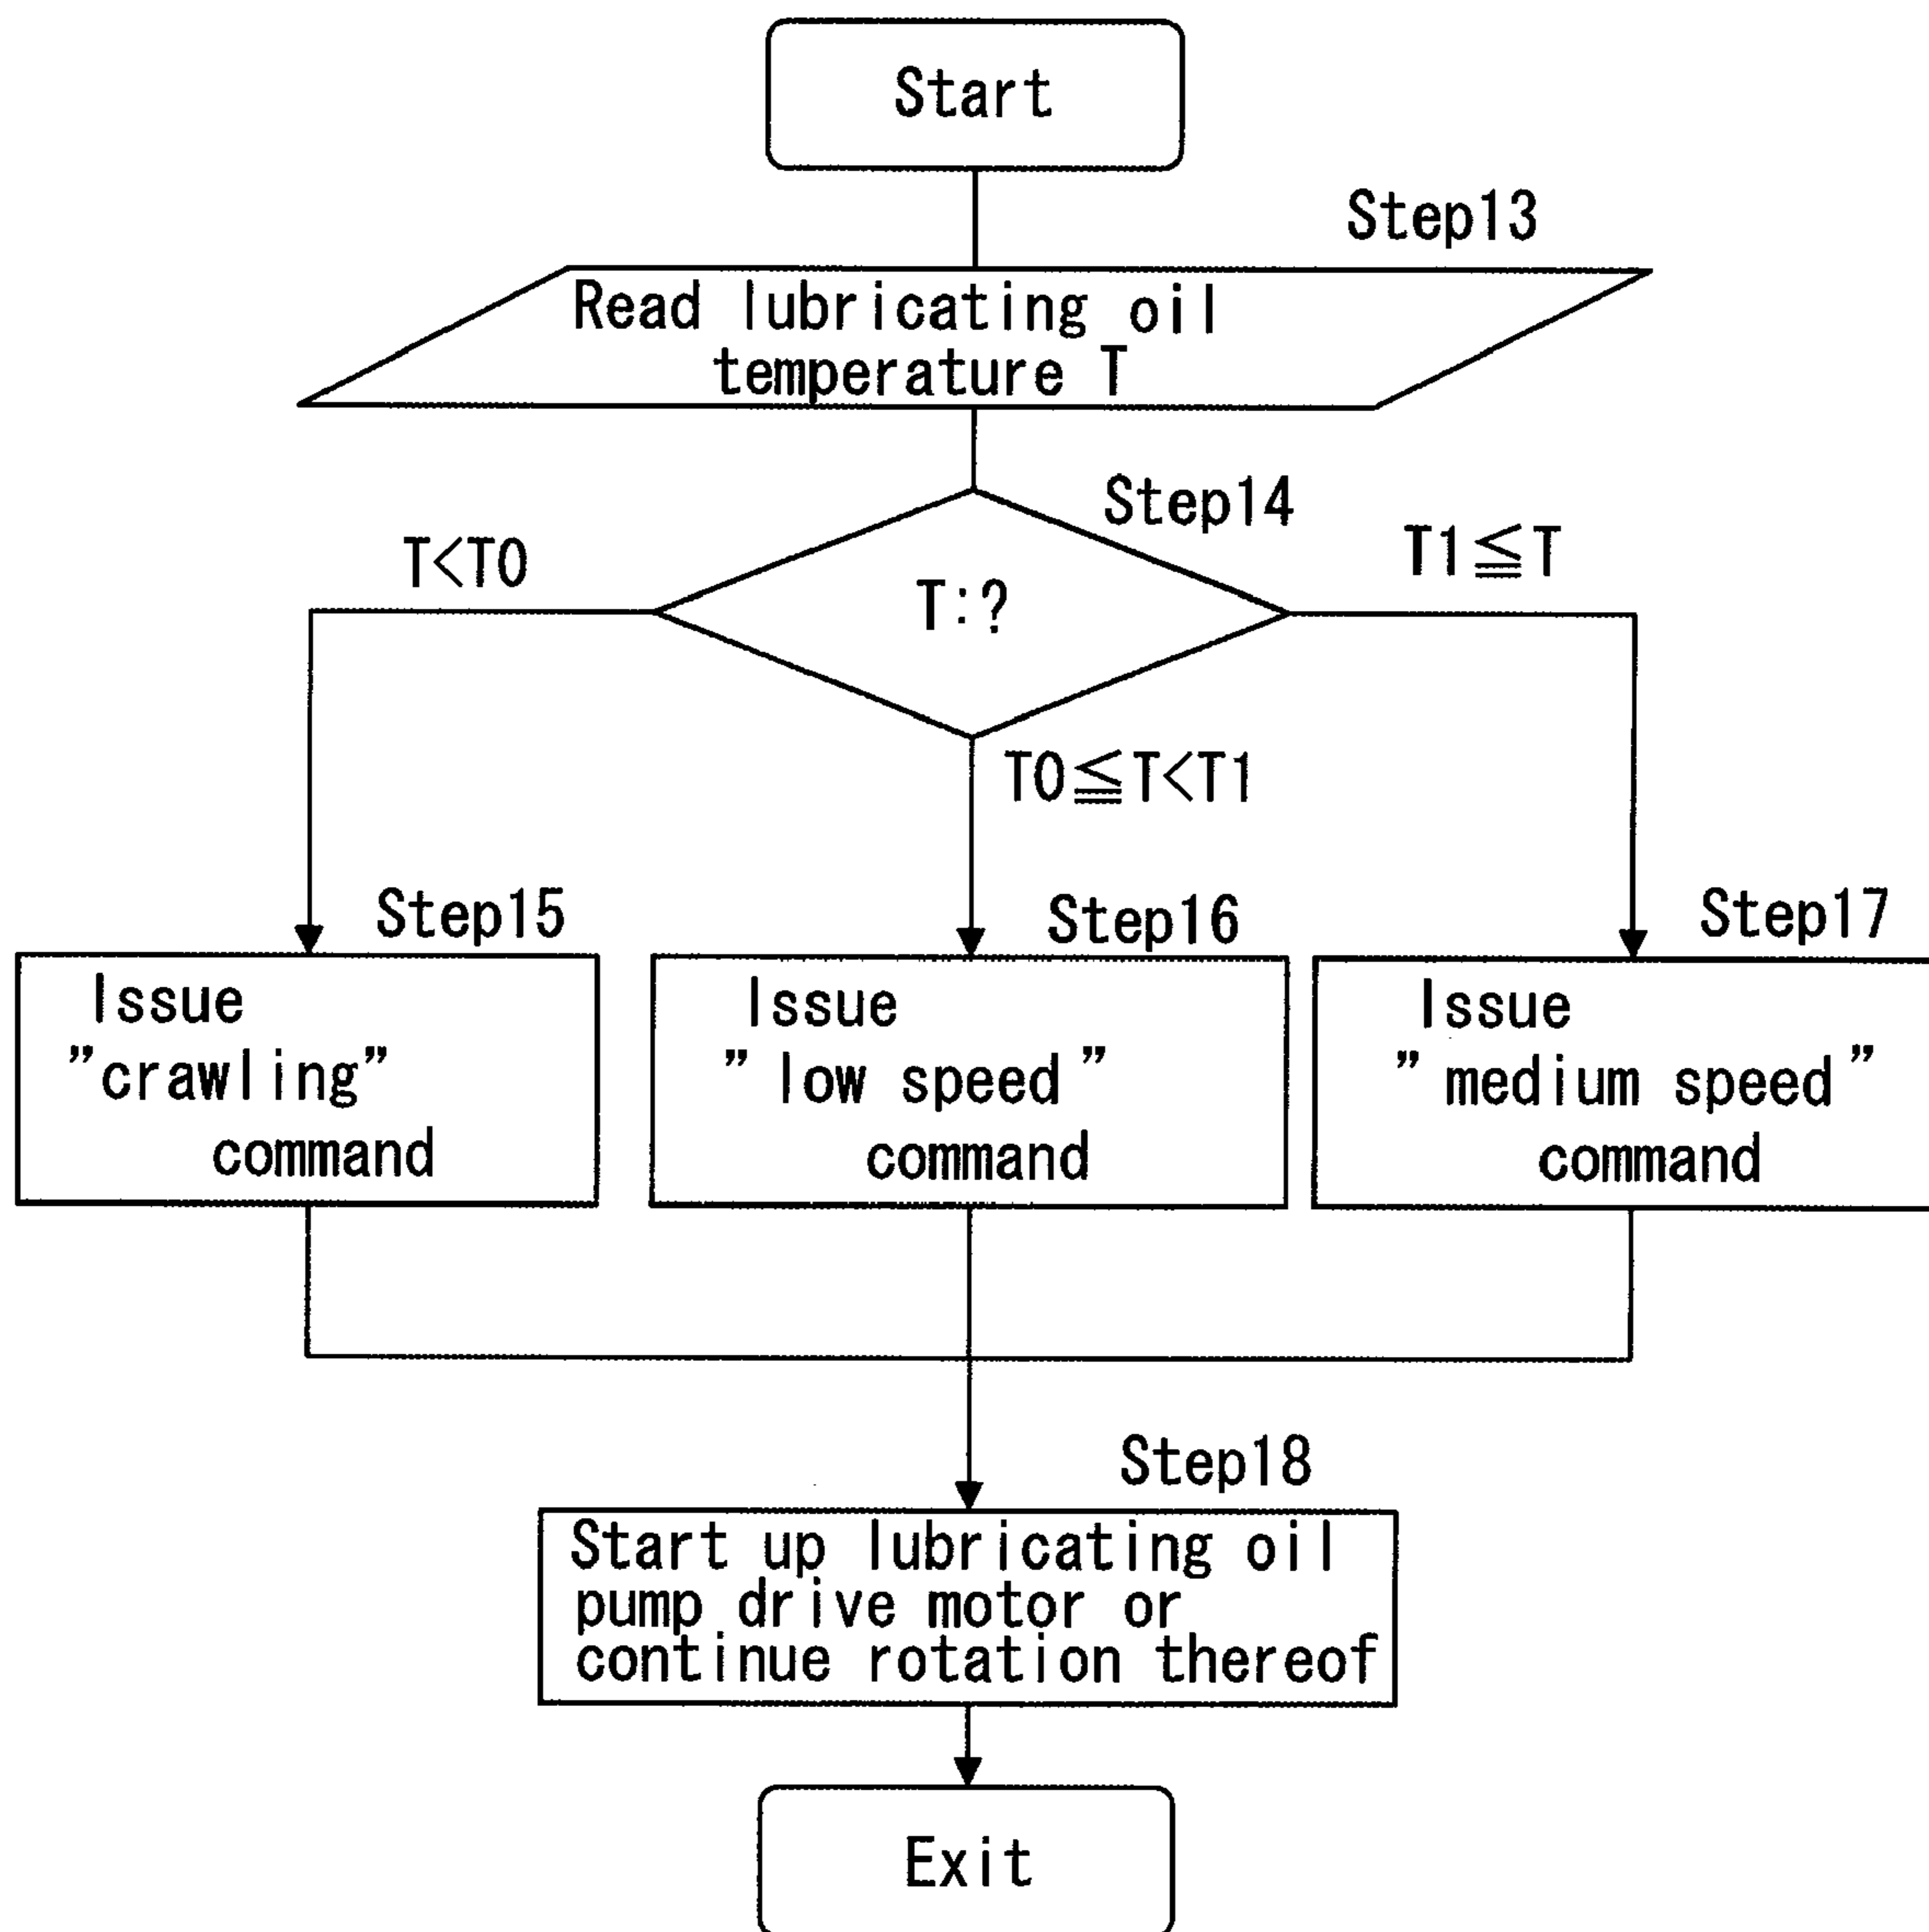 Start
Step13
Read lubricating oil
temperature T
Step14
T<T0
T:?
T1≦T
T0≦T<T1
Step15
Issue
"crawling"
command
Step16
Issue
" low speed "
command
Step17
Issue
" medium speed "
command
Step18
Start up lubricating oil
pump drive motor or
continue rotation thereof
Exit